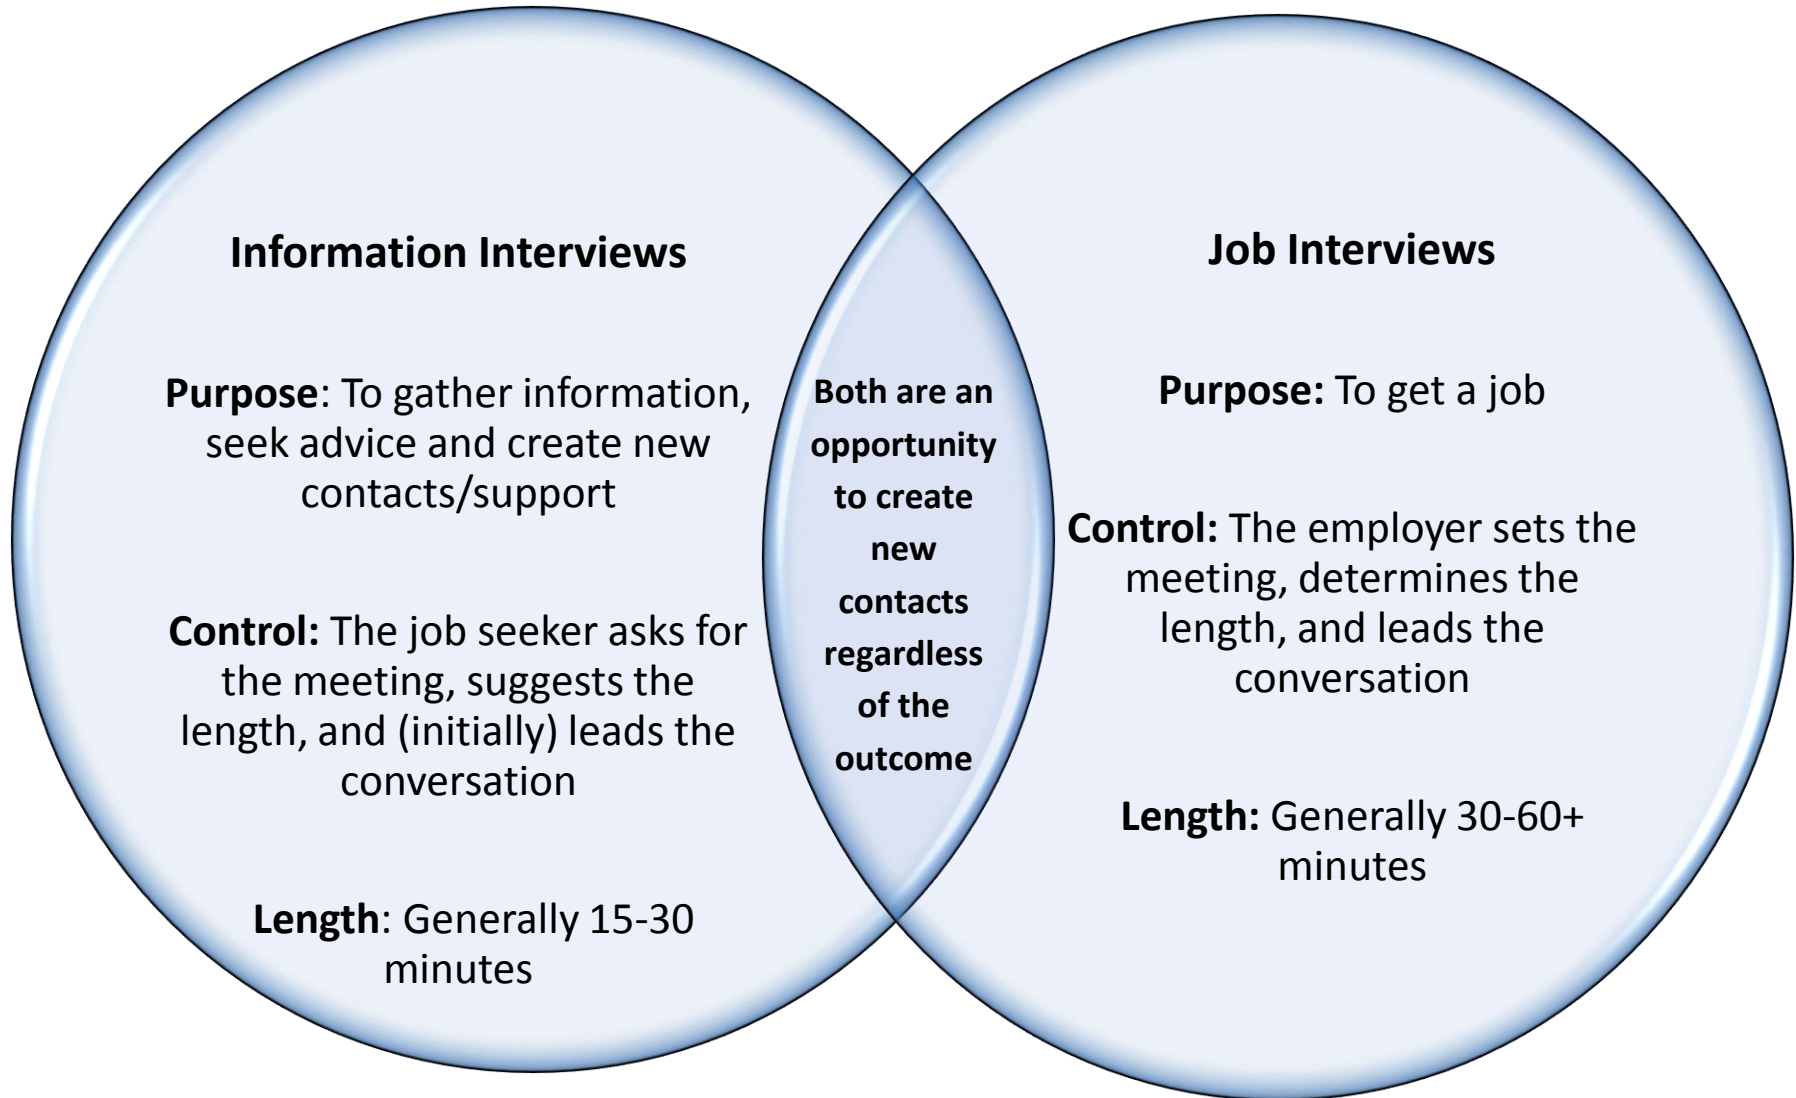 Information Interviews
Purpose: To gather information,
seek advice and create new
contacts/support
Control: The job seeker asks for
the meeting, suggests the
length, and (initially) leads the
conversation
Length: Generally 15-30
minutes
Both are an
opportunity
to create
new
contacts
regardless
of the
outcome
Job Interviews
Purpose: To get a job
Control: The employer sets the
meeting, determines the
length, and leads the
conversation
Length: Generally 30-60+
minutes